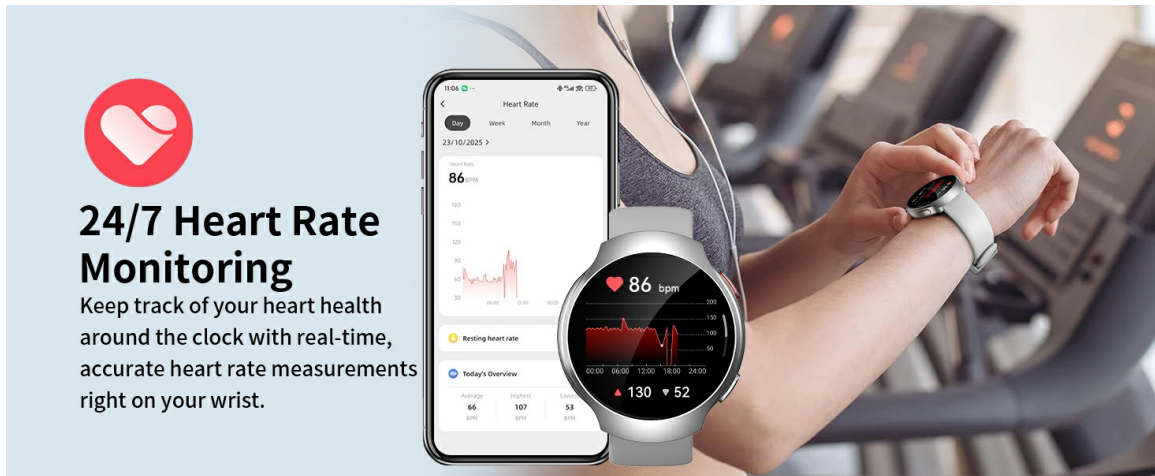 24/7 Heart Rate
Monitoring
Keep track of your heart health
around the clock with real-time,
accurate heart rate measurements
right on your wrist.
11:06
Heart Rate
Day Week Month Year
23/10/2025 >
Heart Rate
86 BPM
180
150
120
90
60
30
06:00 12:00 18:00
Resting heart rate
Today's Overview
Average Highest Lowest
66 107 53
BPM BPM BPM
86 bpm
200
150
100
50
00:00 06:00 12:00 18:00 24:00
130 52